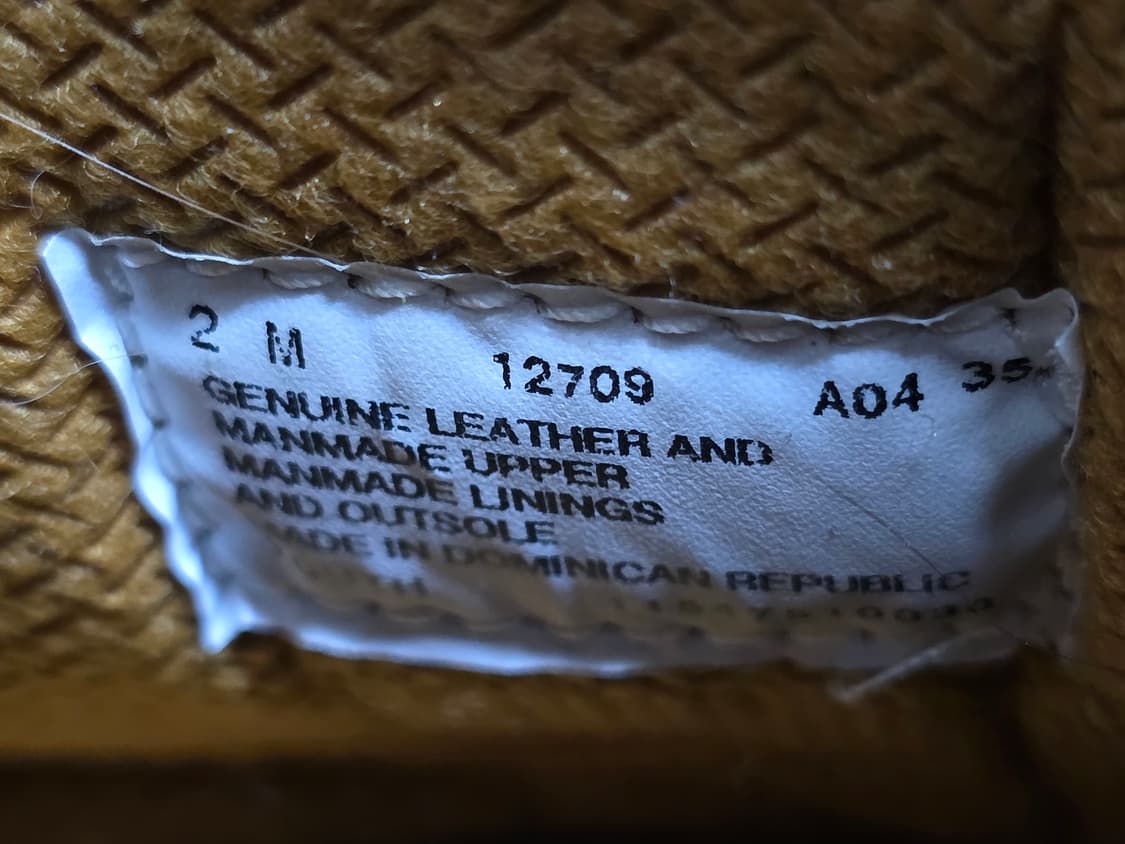 2 M 12709 A04 35
GENUINE LEATHER AND
MANMADE UPPER
MANMADE LININGS
AND OUTSOLE
MADE IN DOMINICAN REPUBLIC